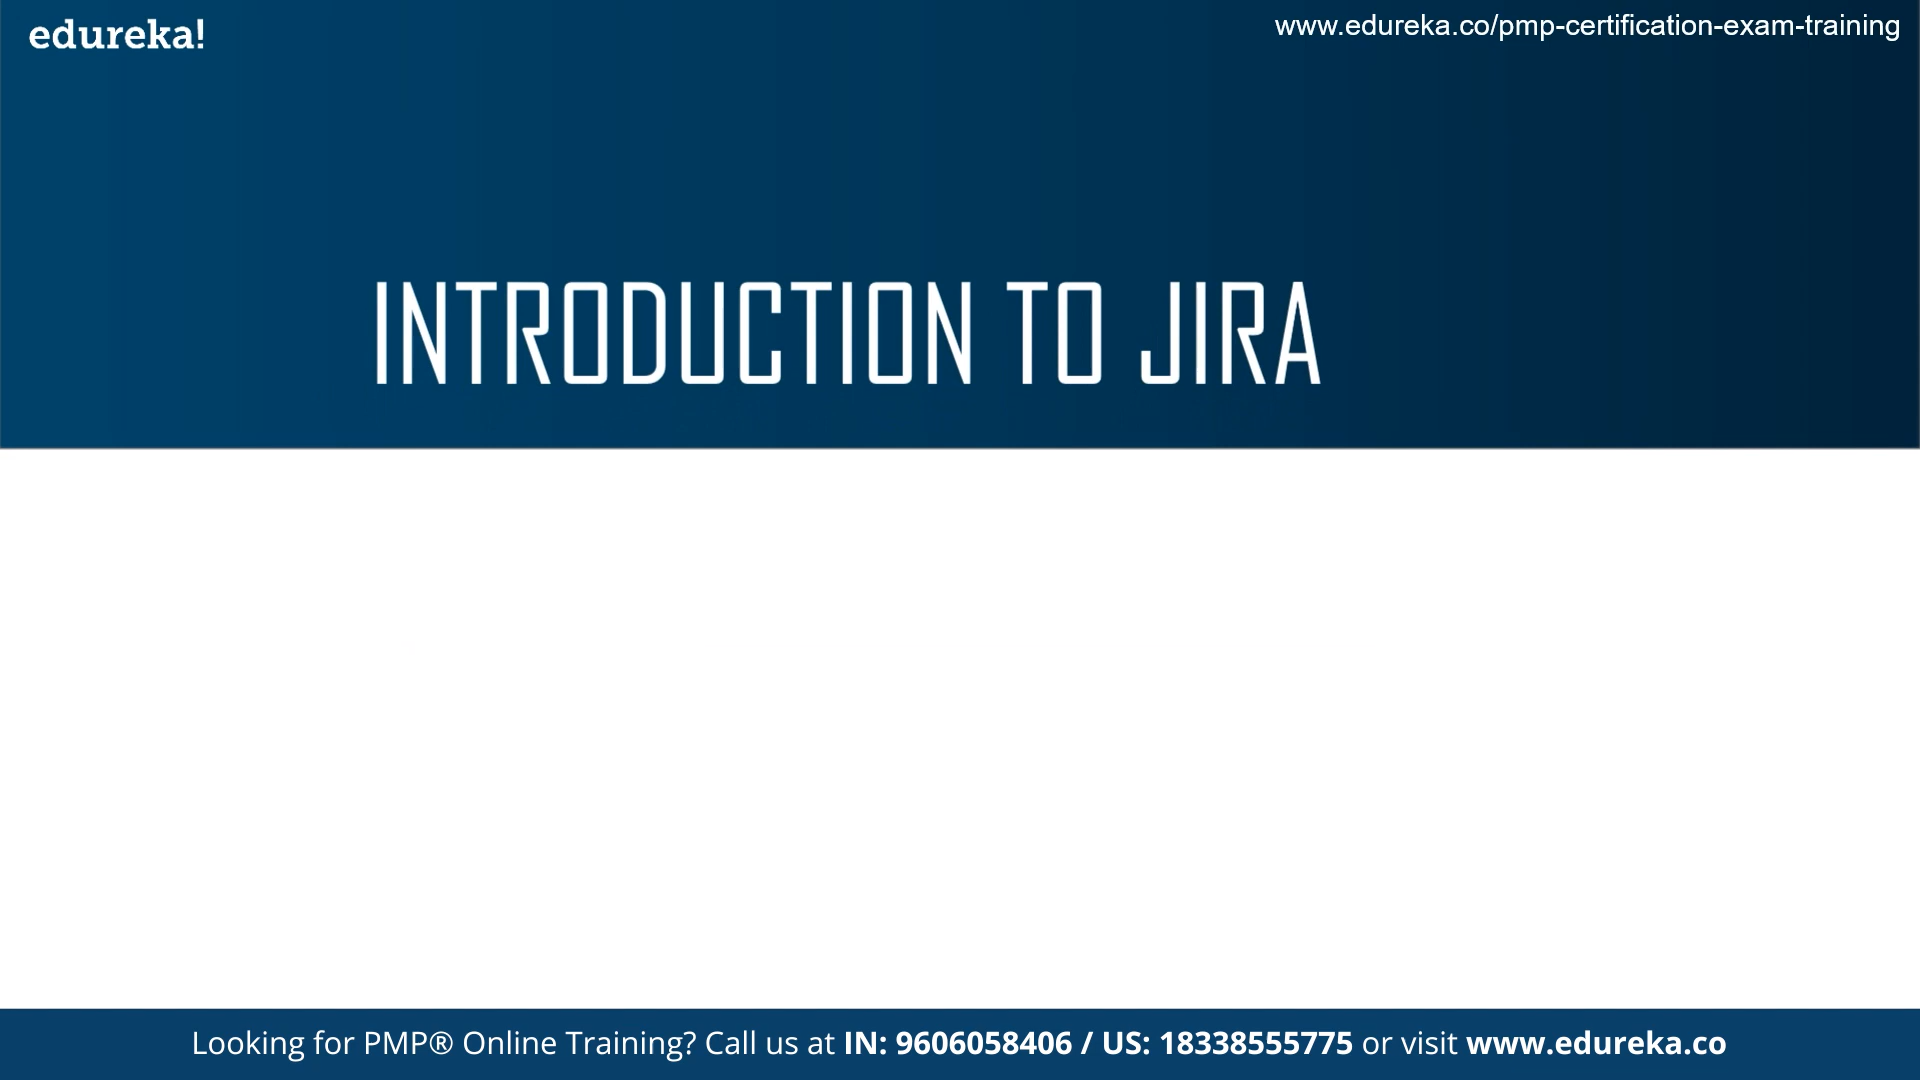 edureka!
www.edureka.co/pmp-certification-exam-training
INTRODUCTION TO JIRA
Looking for PMP® Online Training? Call us at IN: 9606058406 / US: 18338555775 or visit www.edureka.co